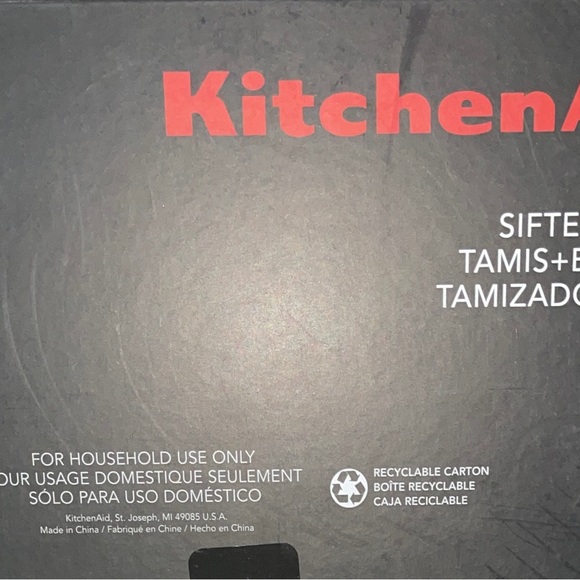 KitchenA
SIFTE
TAMIS+E
TAMIZADO
FOR HOUSEHOLD USE ONLY
OUR USAGE DOMESTIQUE SEULEMENT
SÓLO PARA USO DOMÉSTICO
KitchenAid, St. Joseph, MI 49085 U.S.A.
Made in China / Fabriqué en Chine / Hecho en China
RECYCLABLE CARTON
BOÎTE RECYCLABLE
CAJA RECICLABLE